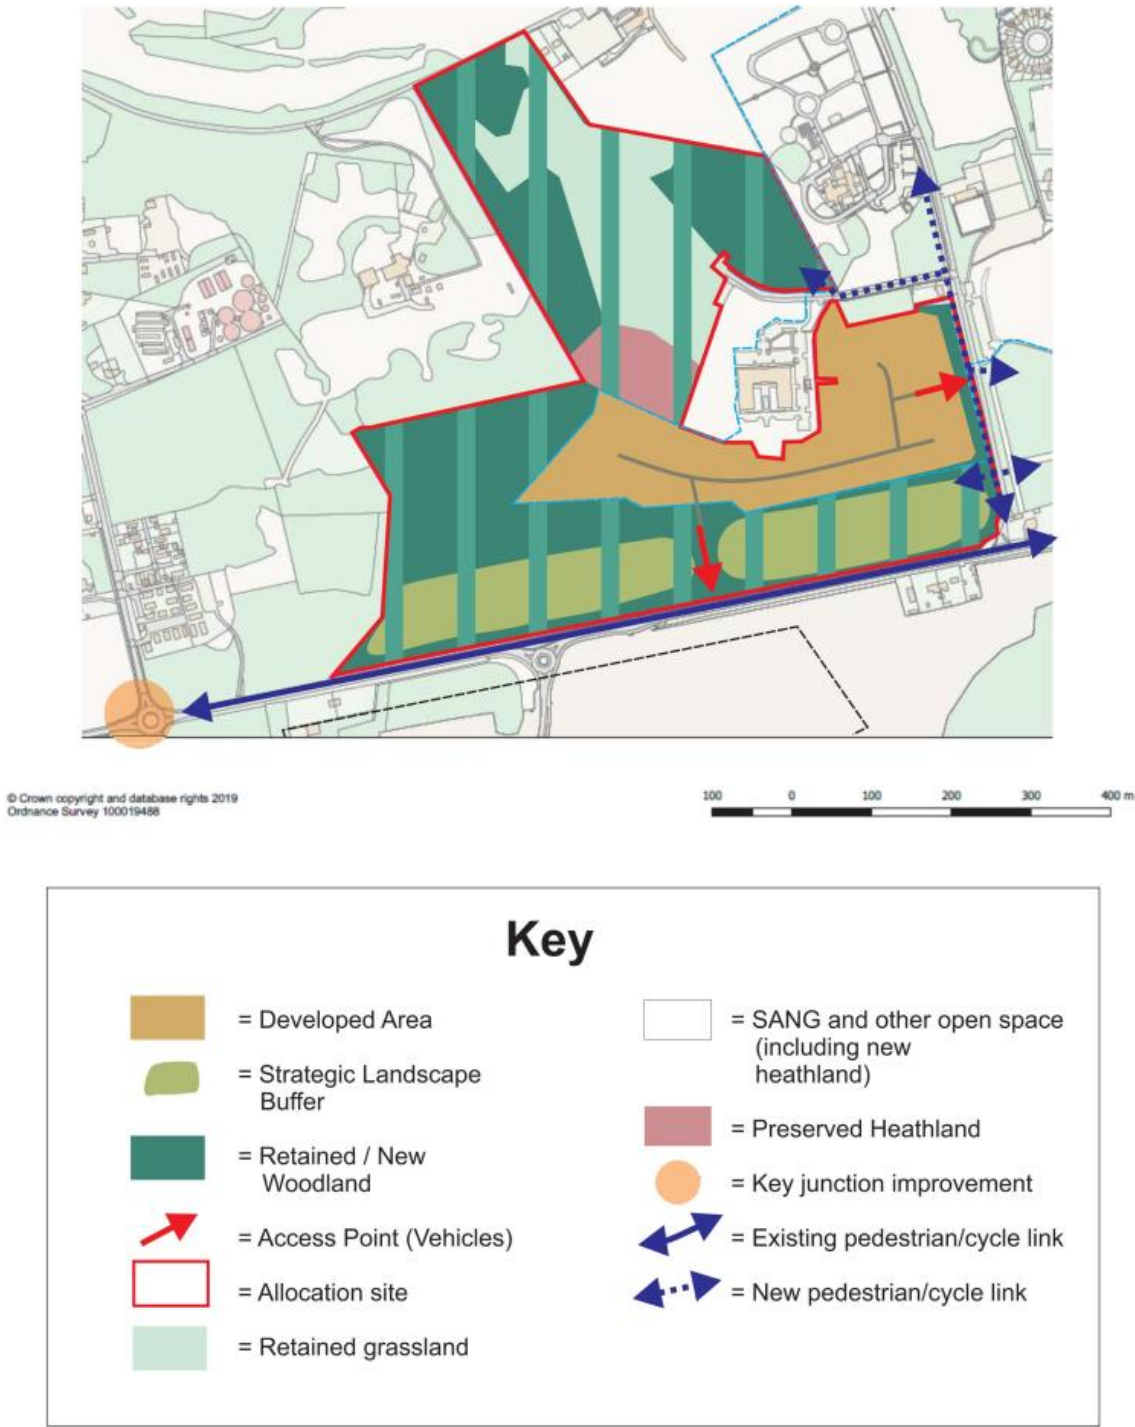 © Crown copyright and database rights 2019
Ordnance Survey 100019488
100 0 100 200 300 400 m
Key
= Developed Area
= Strategic Landscape
Buffer
= Retained / New
Woodland
= Access Point (Vehicles)
= Allocation site
= Retained grassland
= SANG and other open space
(including new
heathland)
= Preserved Heathland
= Key junction improvement
= Existing pedestrian/cycle link
= New pedestrian/cycle link